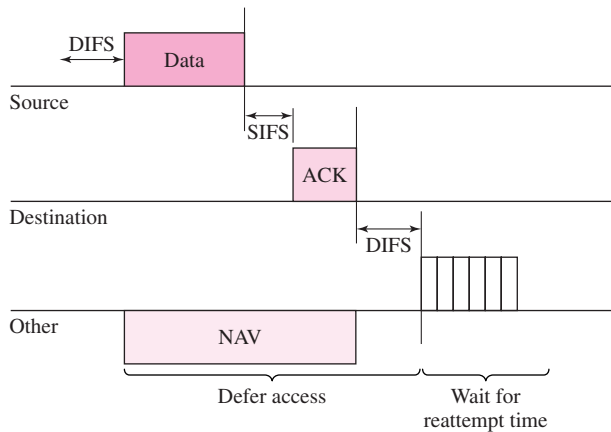 DIFS
Data
Source
SIFS
ACK
Destination
DIFS
Other
NAV
Defer access
Wait for
reattempt time